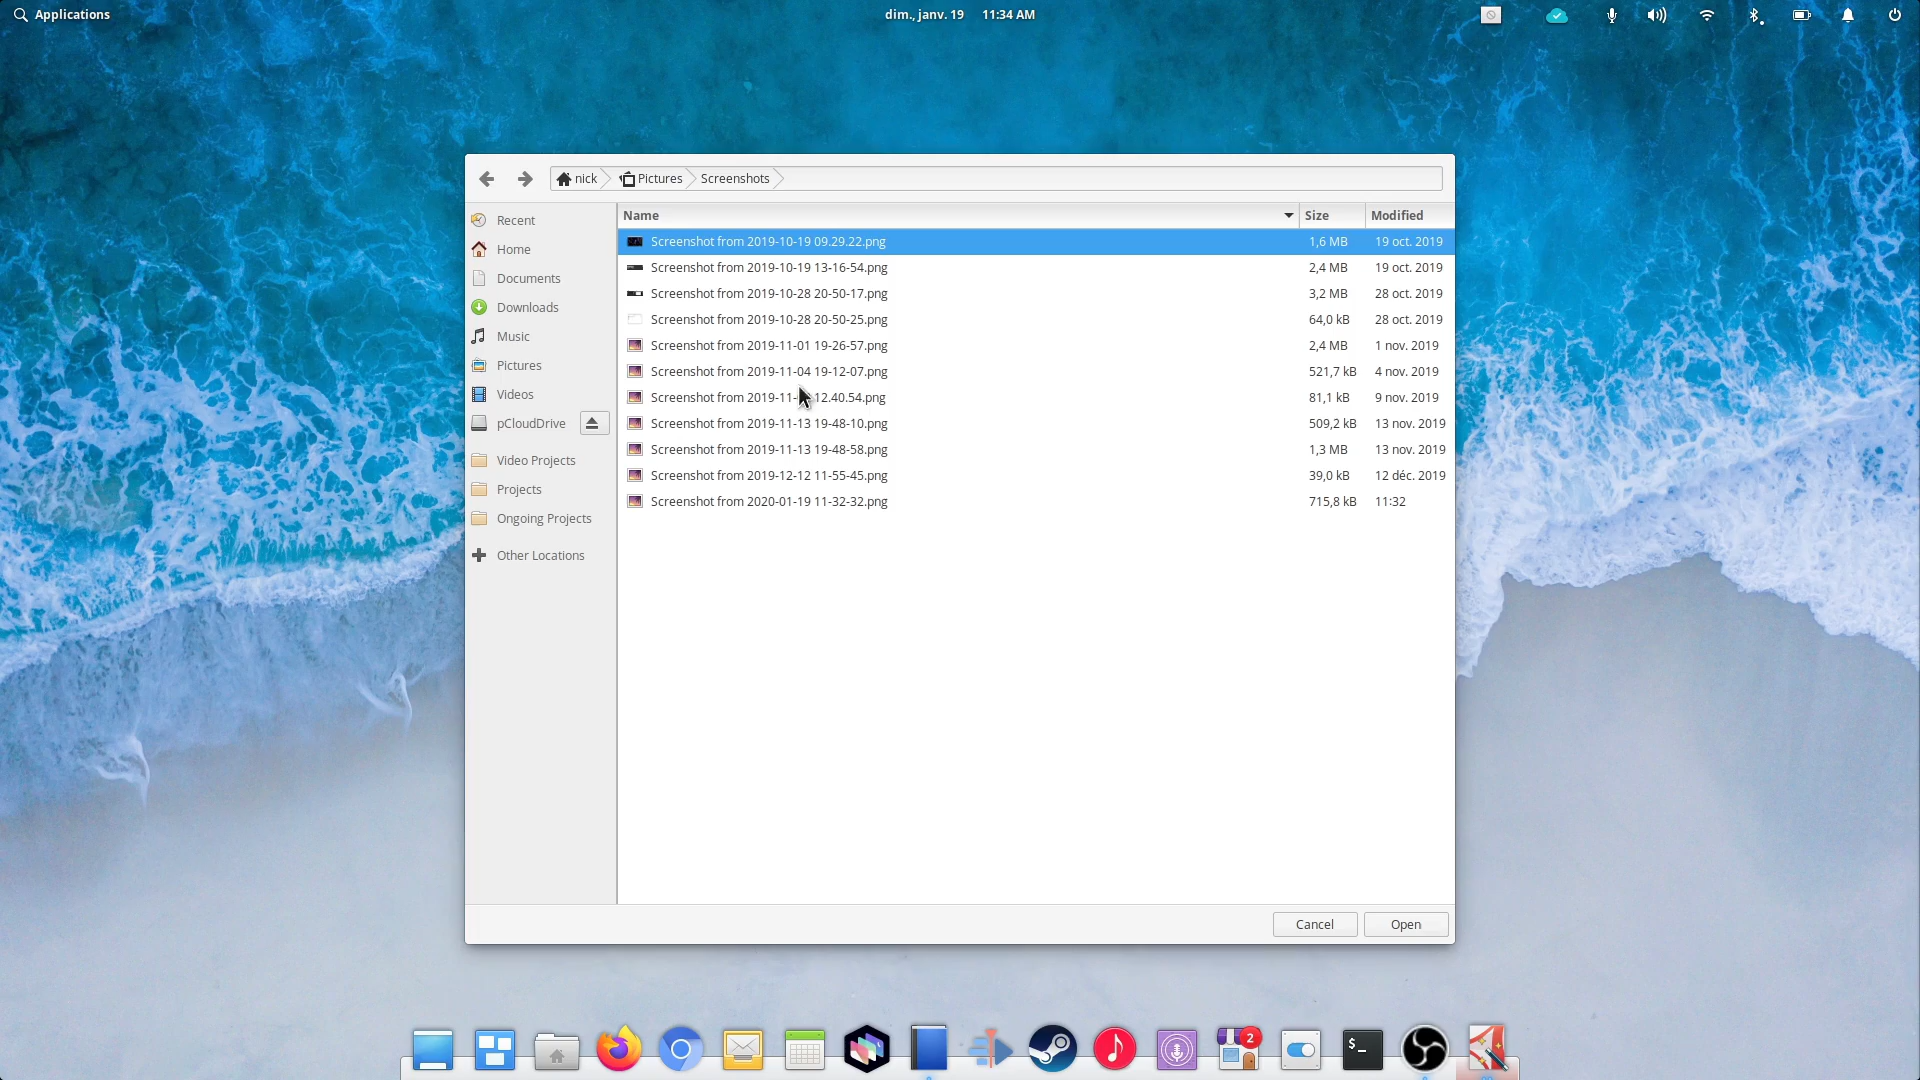 Applications
dim., janv. 19 11:34 AM
nick Pictures Screenshots
Recent
Home
Documents
Downloads
Music
Pictures
Videos
pCloudDrive
Video Projects
Projects
Ongoing Projects
Other Locations
Name Size Modified
Screenshot from 2019-10-19 09.29.22.png 1,6 MB 19 oct. 2019
Screenshot from 2019-10-19 13-16-54.png 2,4 MB 19 oct. 2019
Screenshot from 2019-10-28 20-50-17.png 3,2 MB 28 oct. 2019
Screenshot from 2019-10-28 20-50-25.png 64,0 kB 28 oct. 2019
Screenshot from 2019-11-01 19-26-57.png 2,4 MB 1 nov. 2019
Screenshot from 2019-11-04 19-12-07.png 521,7 kB 4 nov. 2019
Screenshot from 12.40.54.png 81,1 kB 9 nov. 2019
Screenshot from 2019-11-13 19-48-10.png 509,2 kB 13 nov. 2019
Screenshot from 2019-11-13 19-48-58.png 1,3 MB 13 nov. 2019
Screenshot from 2019-12-12 11-55-45.png 39,0 kB 12 déc. 2019
Screenshot from 2020-01-19 11-32-32.png 715,8 kB 11:32
Cancel Open
2
$_